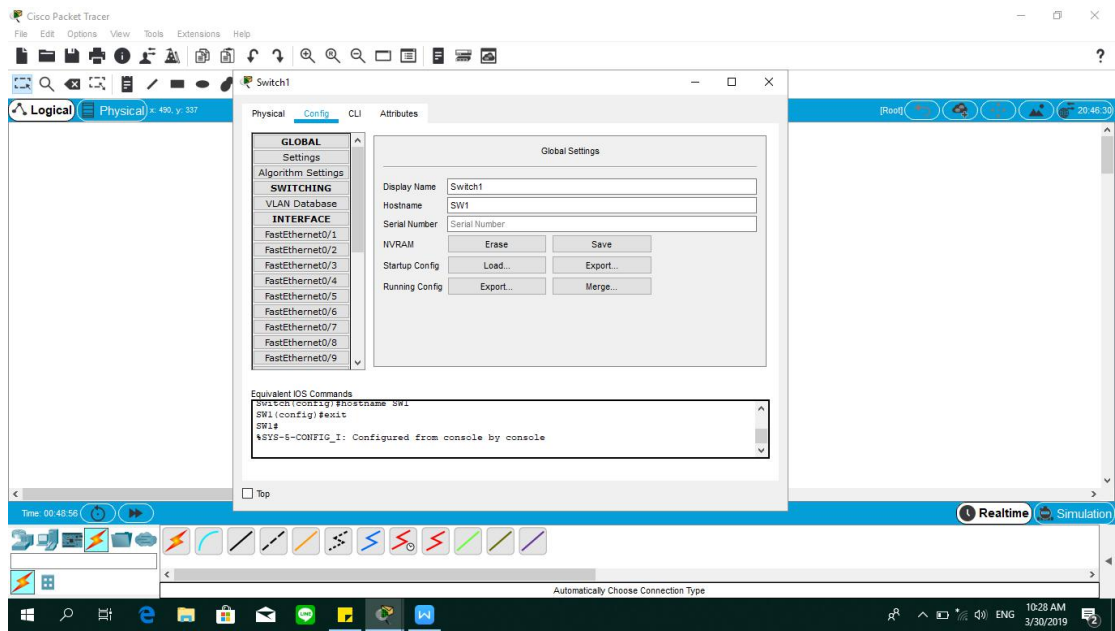 Cisco Packet Tracer
File Edit Options View Tools Extensions Help
?
Switch1
Logical
Physical
x: 490, y: 337
[Root]
20:46:30
Physical Config CLI Attributes
GLOBAL
Settings
Algorithm Settings
SWITCHING
VLAN Database
INTERFACE
FastEthernet0/1
FastEthernet0/2
FastEthernet0/3
FastEthernet0/4
FastEthernet0/5
FastEthernet0/6
FastEthernet0/7
FastEthernet0/8
FastEthernet0/9
Global Settings
Display Name Switch1
Hostname SW1
Serial Number Serial Number
NVRAM Erase Save
Startup Config Load... Export...
Running Config Export... Merge...
Equivalent IOS Commands
Switch(config)#hostname SW1
SW1(config)#exit
SW1#
%SYS-5-CONFIG_I: Configured from console by console
Top
Time: 00:48:56
Realtime
Simulation
Automatically Choose Connection Type
ENG
10:28 AM
3/30/2019
2